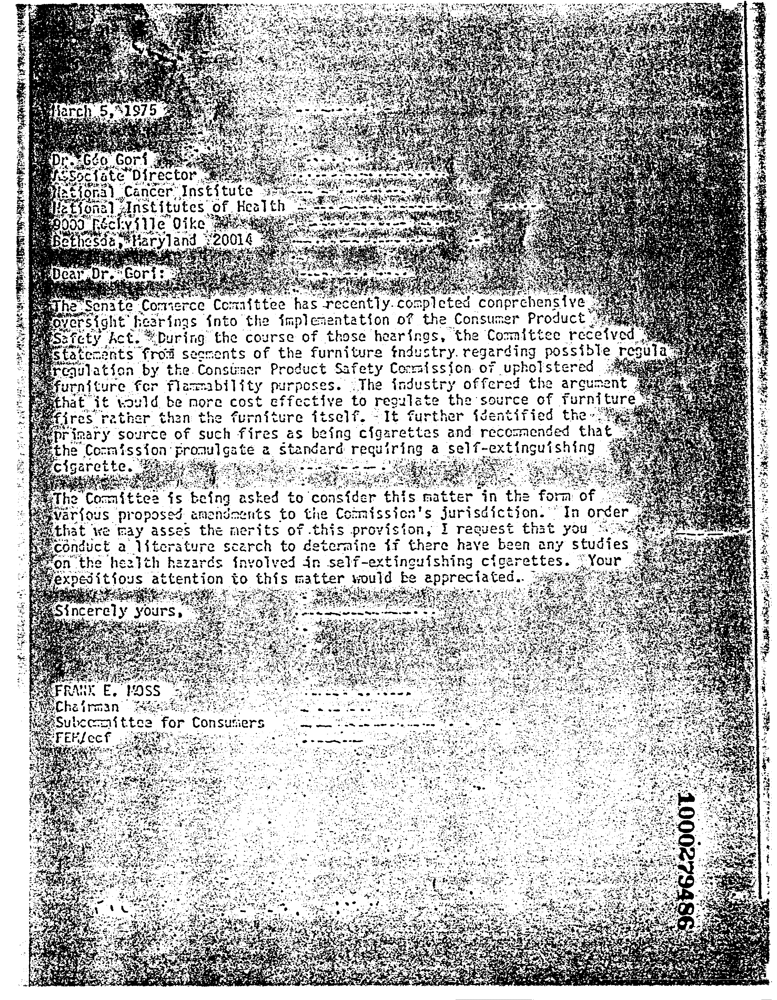 March 5, 1975
Dr. Gio Gori
Associate Director
National Cancer Institute
National Institutes of Health
9000 Rockville Pike
Bethesda, Maryland 20014
Dear Dr. Gori:
The Senate Commerce Committee has recently completed conprehensive
oversight hearings into the implementation of the Consumer Product
Safety Act. During the course of those hearings, the Committee received
statements from segments of the furniture industry regarding possible regula
regulation by the Consumer Product Safety Commission of upholstered
furniture for flammability purposes. The industry offered the argument
that it would be more cost effective to regulate the source of furniture
fires rather than the furniture itself. It further identified the
primary source of such fires as being cigarettes and recommended that
the Commission promulgate a standard requiring a self-extinguishing
cigarette.
The Committee is being asked to consider this matter in the form of
various proposed amendments to the Commission's jurisdiction. In order
that we may asses the merits of this provision, I request that you
conduct a literature search to determine if there have been any studies
on the health hazards involved in self-extinguishing cigarettes. Your
expeditious attention to this matter would be appreciated.
Sincerely yours,
FRANK E. MOSS
Chairman
Subcommittee for Consumers
FEM/ecf
1000279486